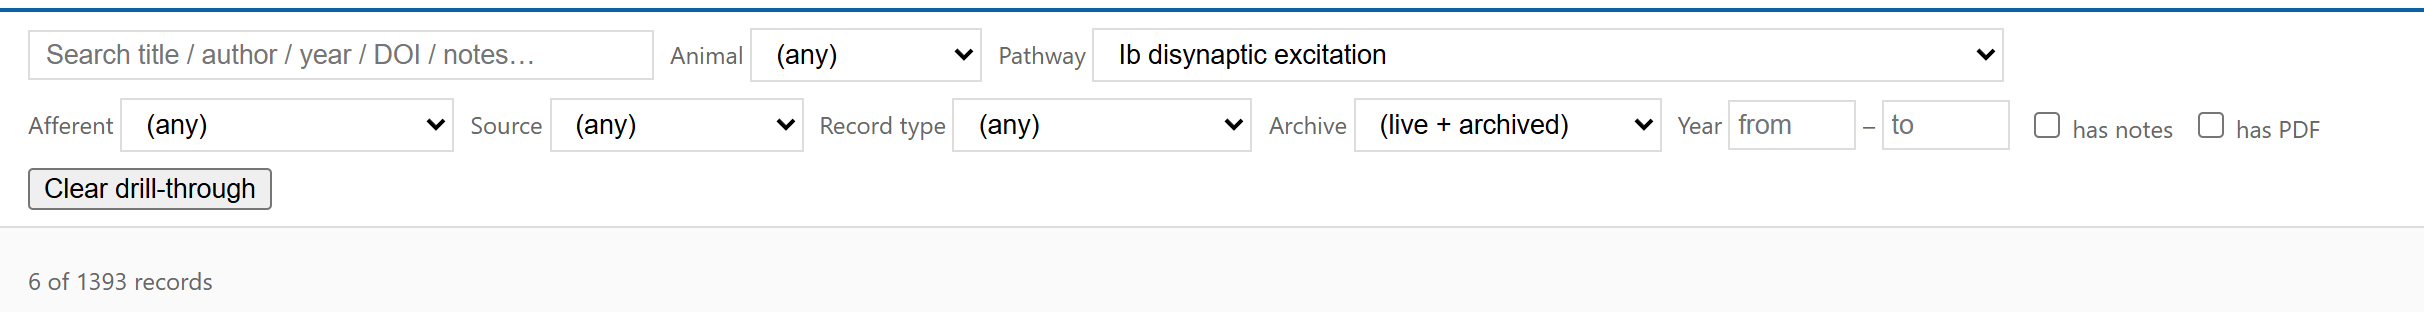 Search title / author / year / DOI / notes… Animal (any) Pathway Ib disynaptic excitation
Afferent (any) Source (any) Record type (any) Archive (live + archived) Year from – to has notes has PDF
Clear drill-through
6 of 1393 records